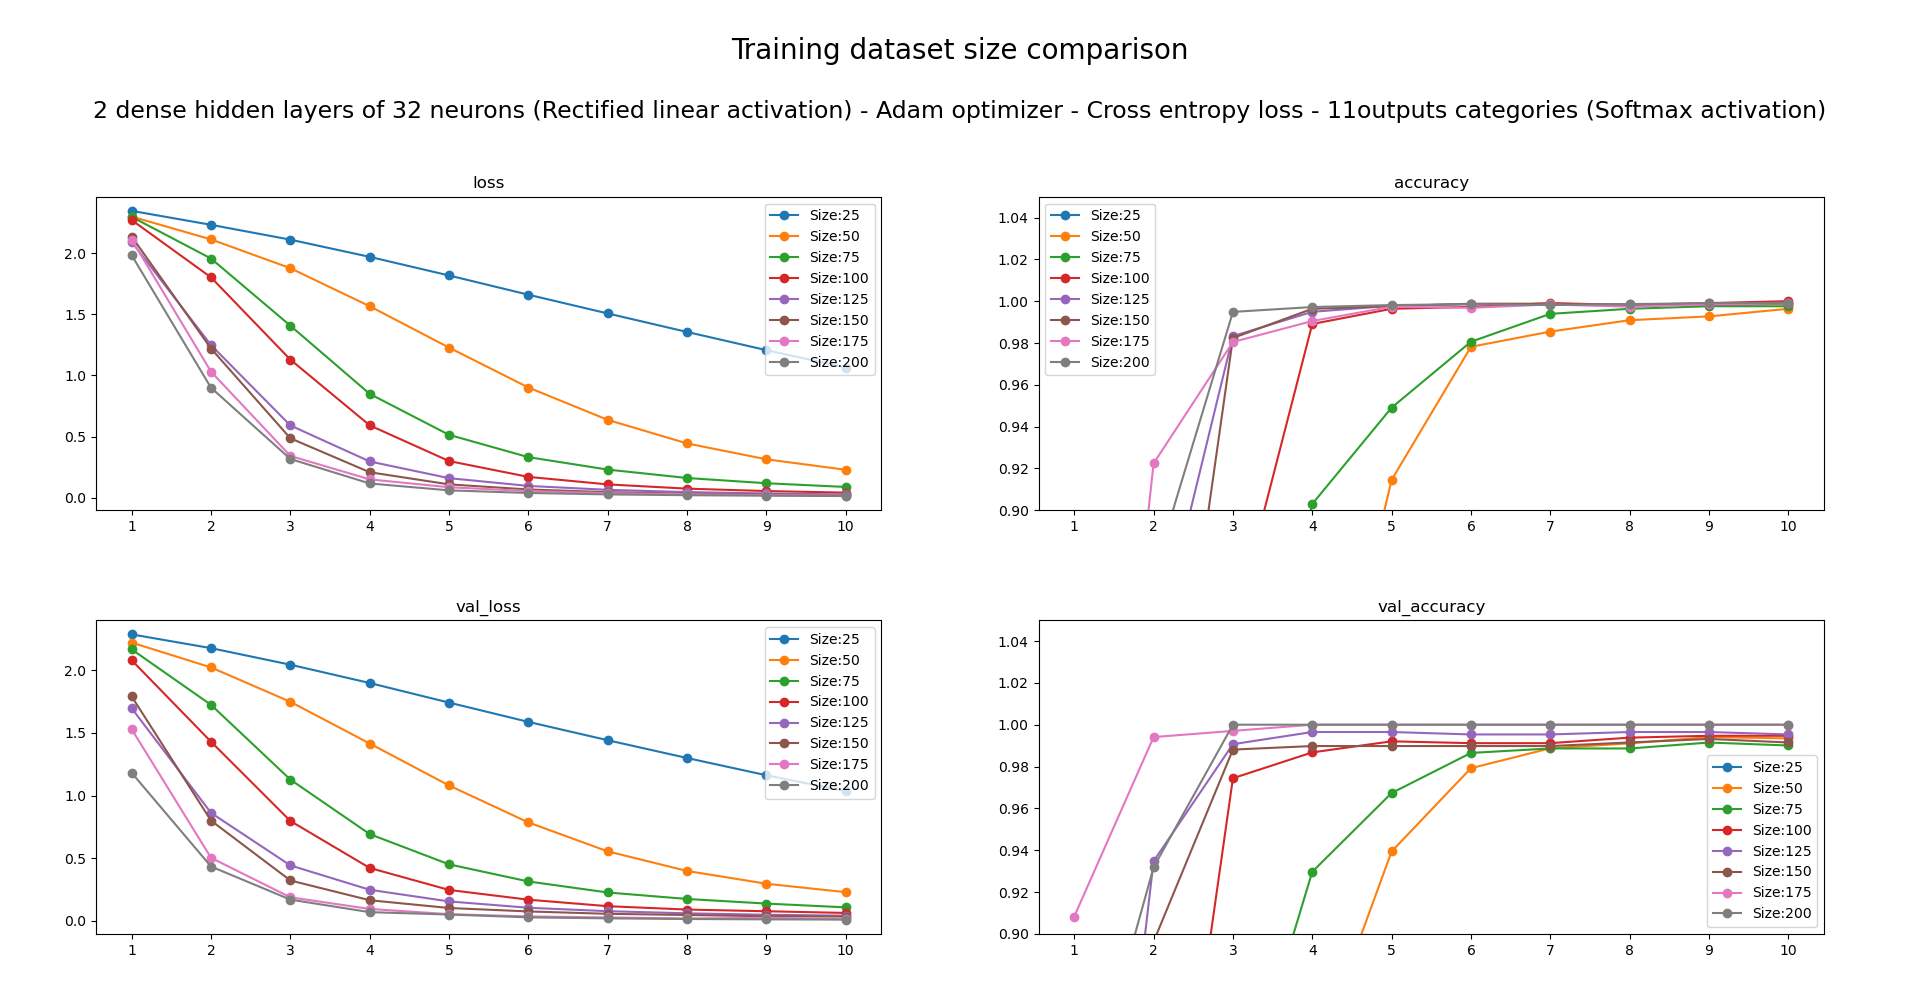 Training dataset size comparison
2 dense hidden layers of 32 neurons (Rectified linear activation) - Adam optimizer - Cross entropy loss - 11outputs categories (Softmax activation)
loss
2.0
1.5
1.0
0.5
0.0
1 2 3 4 5 6 7 8 9 10
Size:25
Size:50
Size:75
Size:100
Size:125
Size:150
Size:175
Size:200
accuracy
1.04
1.02
1.00
0.98
0.96
0.94
0.92
0.90
1 2 3 4 5 6 7 8 9 10
Size:25
Size:50
Size:75
Size:100
Size:125
Size:150
Size:175
Size:200
val_loss
2.0
1.5
1.0
0.5
0.0
1 2 3 4 5 6 7 8 9 10
Size:25
Size:50
Size:75
Size:100
Size:125
Size:150
Size:175
Size:200
val_accuracy
1.04
1.02
1.00
0.98
0.96
0.94
0.92
0.90
1 2 3 4 5 6 7 8 9 10
Size:25
Size:50
Size:75
Size:100
Size:125
Size:150
Size:175
Size:200